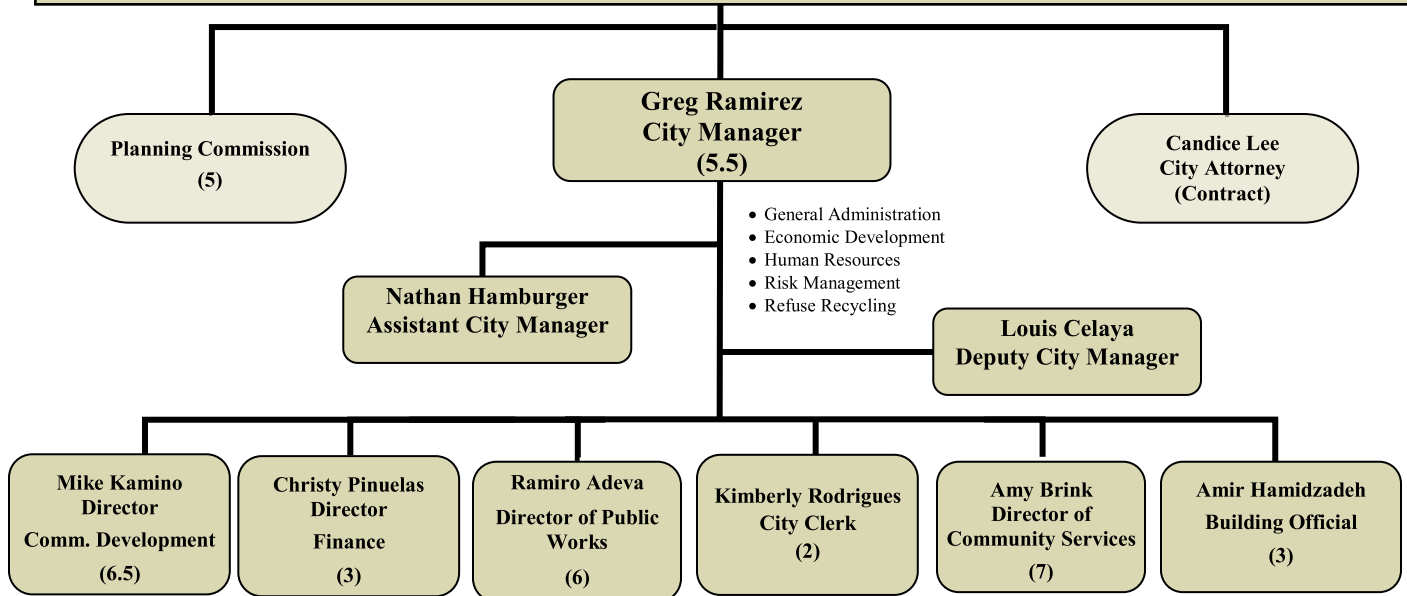 Greg Ramirez
City Manager
(5.5)
Planning Commission
(5)
Candice Lee
City Attorney
(Contract)
• General Administration
• Economic Development
• Human Resources
• Risk Management
• Refuse Recycling
Nathan Hamburger
Assistant City Manager
Louis Celaya
Deputy City Manager
Mike Kamino
Director
Comm. Development
(6.5)
Christy Pinuelas
Director
Finance
(3)
Ramiro Adeva
Director of Public
Works
(6)
Kimberly Rodrigues
City Clerk
(2)
Amy Brink
Director of
Community Services
(7)
Amir Hamidzadeh
Building Official
(3)